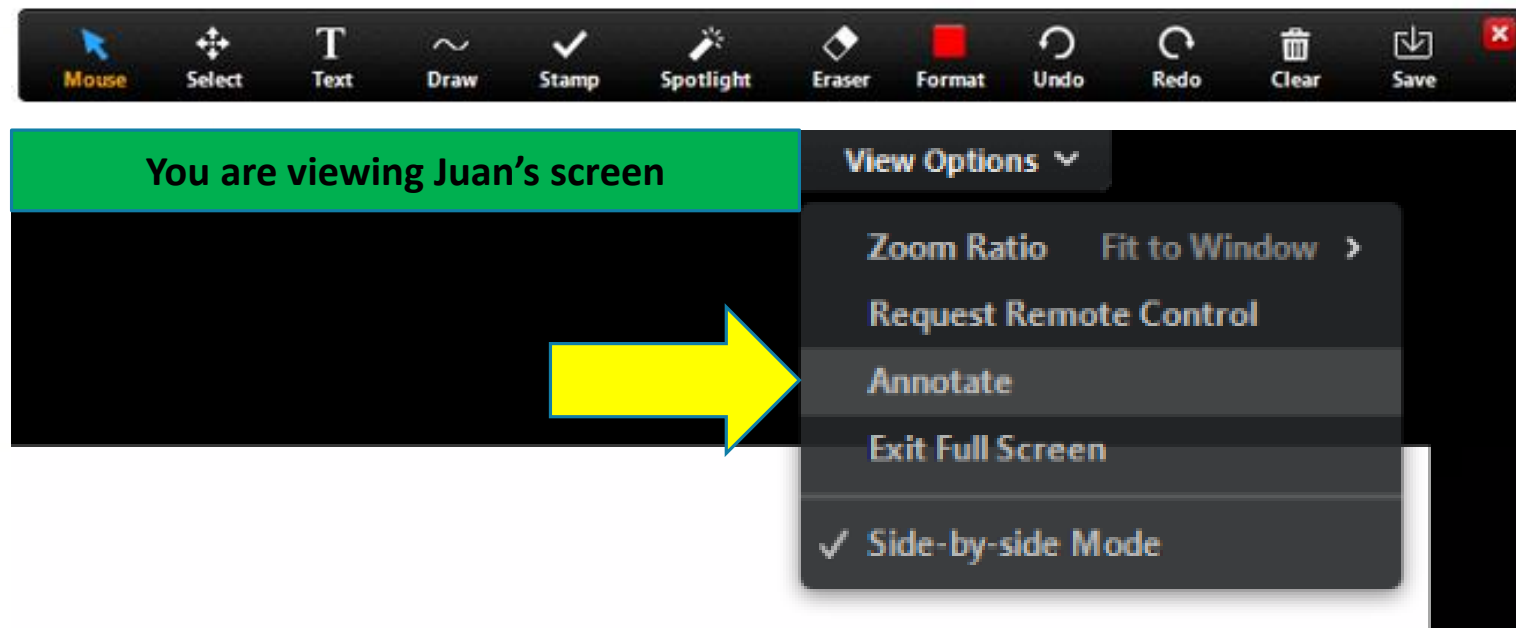 Mouse Select Text Draw Stamp Spotlight Eraser Format Undo Redo Clear Save
You are viewing Juan’s screen
View Options
Zoom Ratio Fit to Window
Request Remote Control
Annotate
Exit Full Screen
Side-by-side Mode